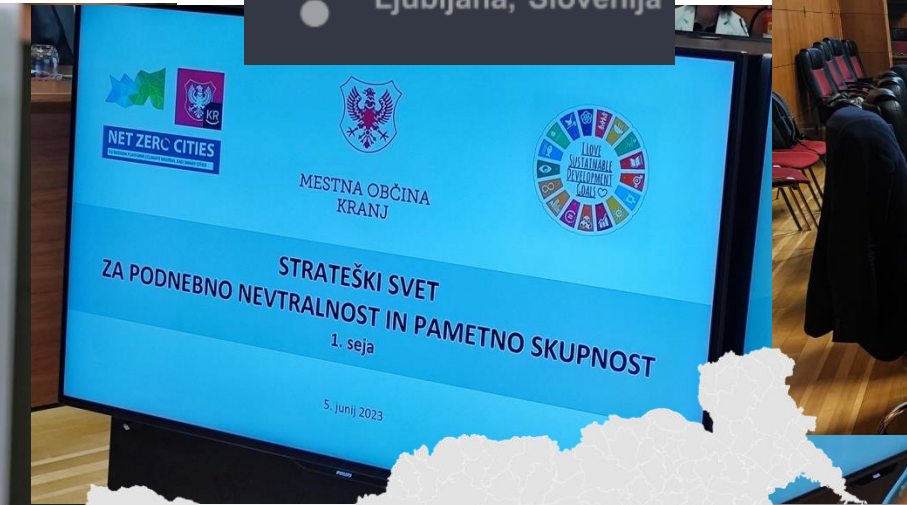 Ljubljana, Slovenija
KR
NET ZERO CITIES
MESTNA OBČINA
KRANJ
I LOVE
SUSTAINABLE
DEVELOPMENT
GOALS
STRATEŠKI SVET
ZA PODNEBNO NEVTRALNOST IN PAMETNO SKUPNOST
1. seja
5. junij 2023
PHILIPS